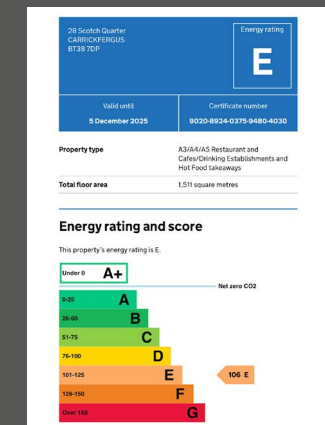 28 Scotch Quarter
CARRICKFERGUS
BT38 7DP
Energy rating
E
Valid until
5 December 2025
Certificate number
9020-8924-0375-9480-4030
Property type
A3/A4/A5 Restaurant and
Cafes/Drinking Establishments and
Hot Food takeaways
Total floor area
1,511 square metres
Energy rating and score
This property's energy rating is E.
Under 0 A+
Net zero CO2
0-25 A
26-50 B
51-75 C
76-100 D
101-125 E
106 E
126-150 F
Over 150 G